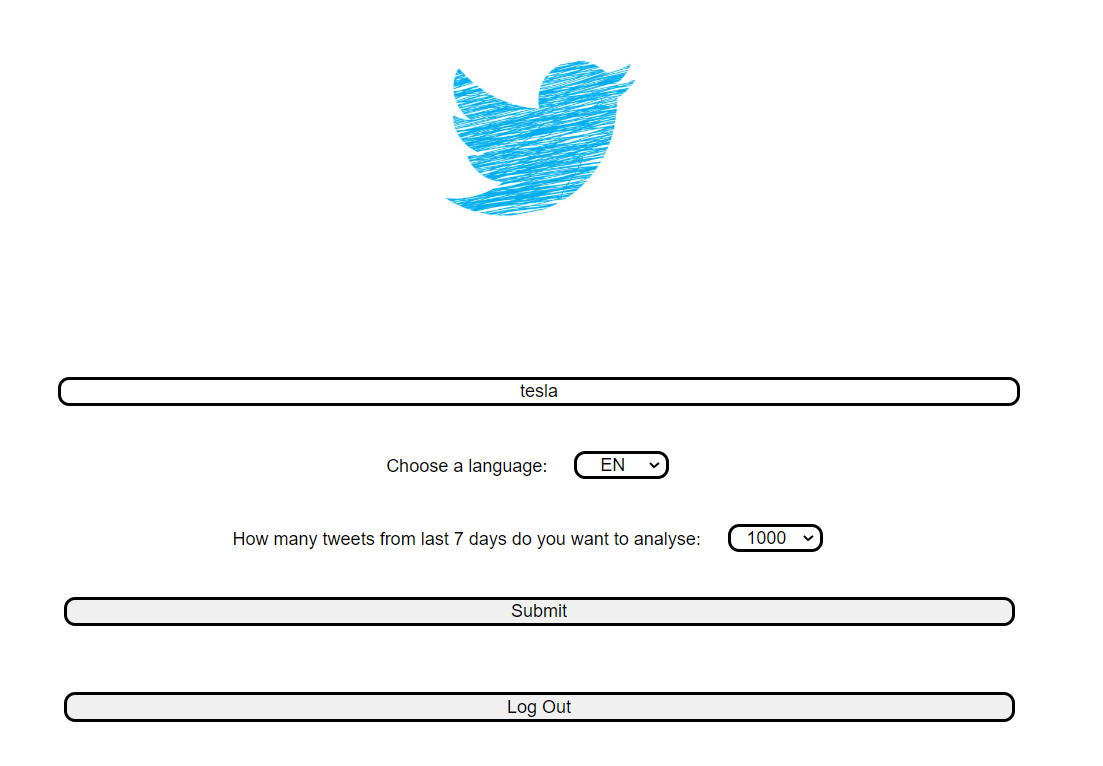 tesla
Choose a language: EN
How many tweets from last 7 days do you want to analyse: 1000
Submit
Log Out